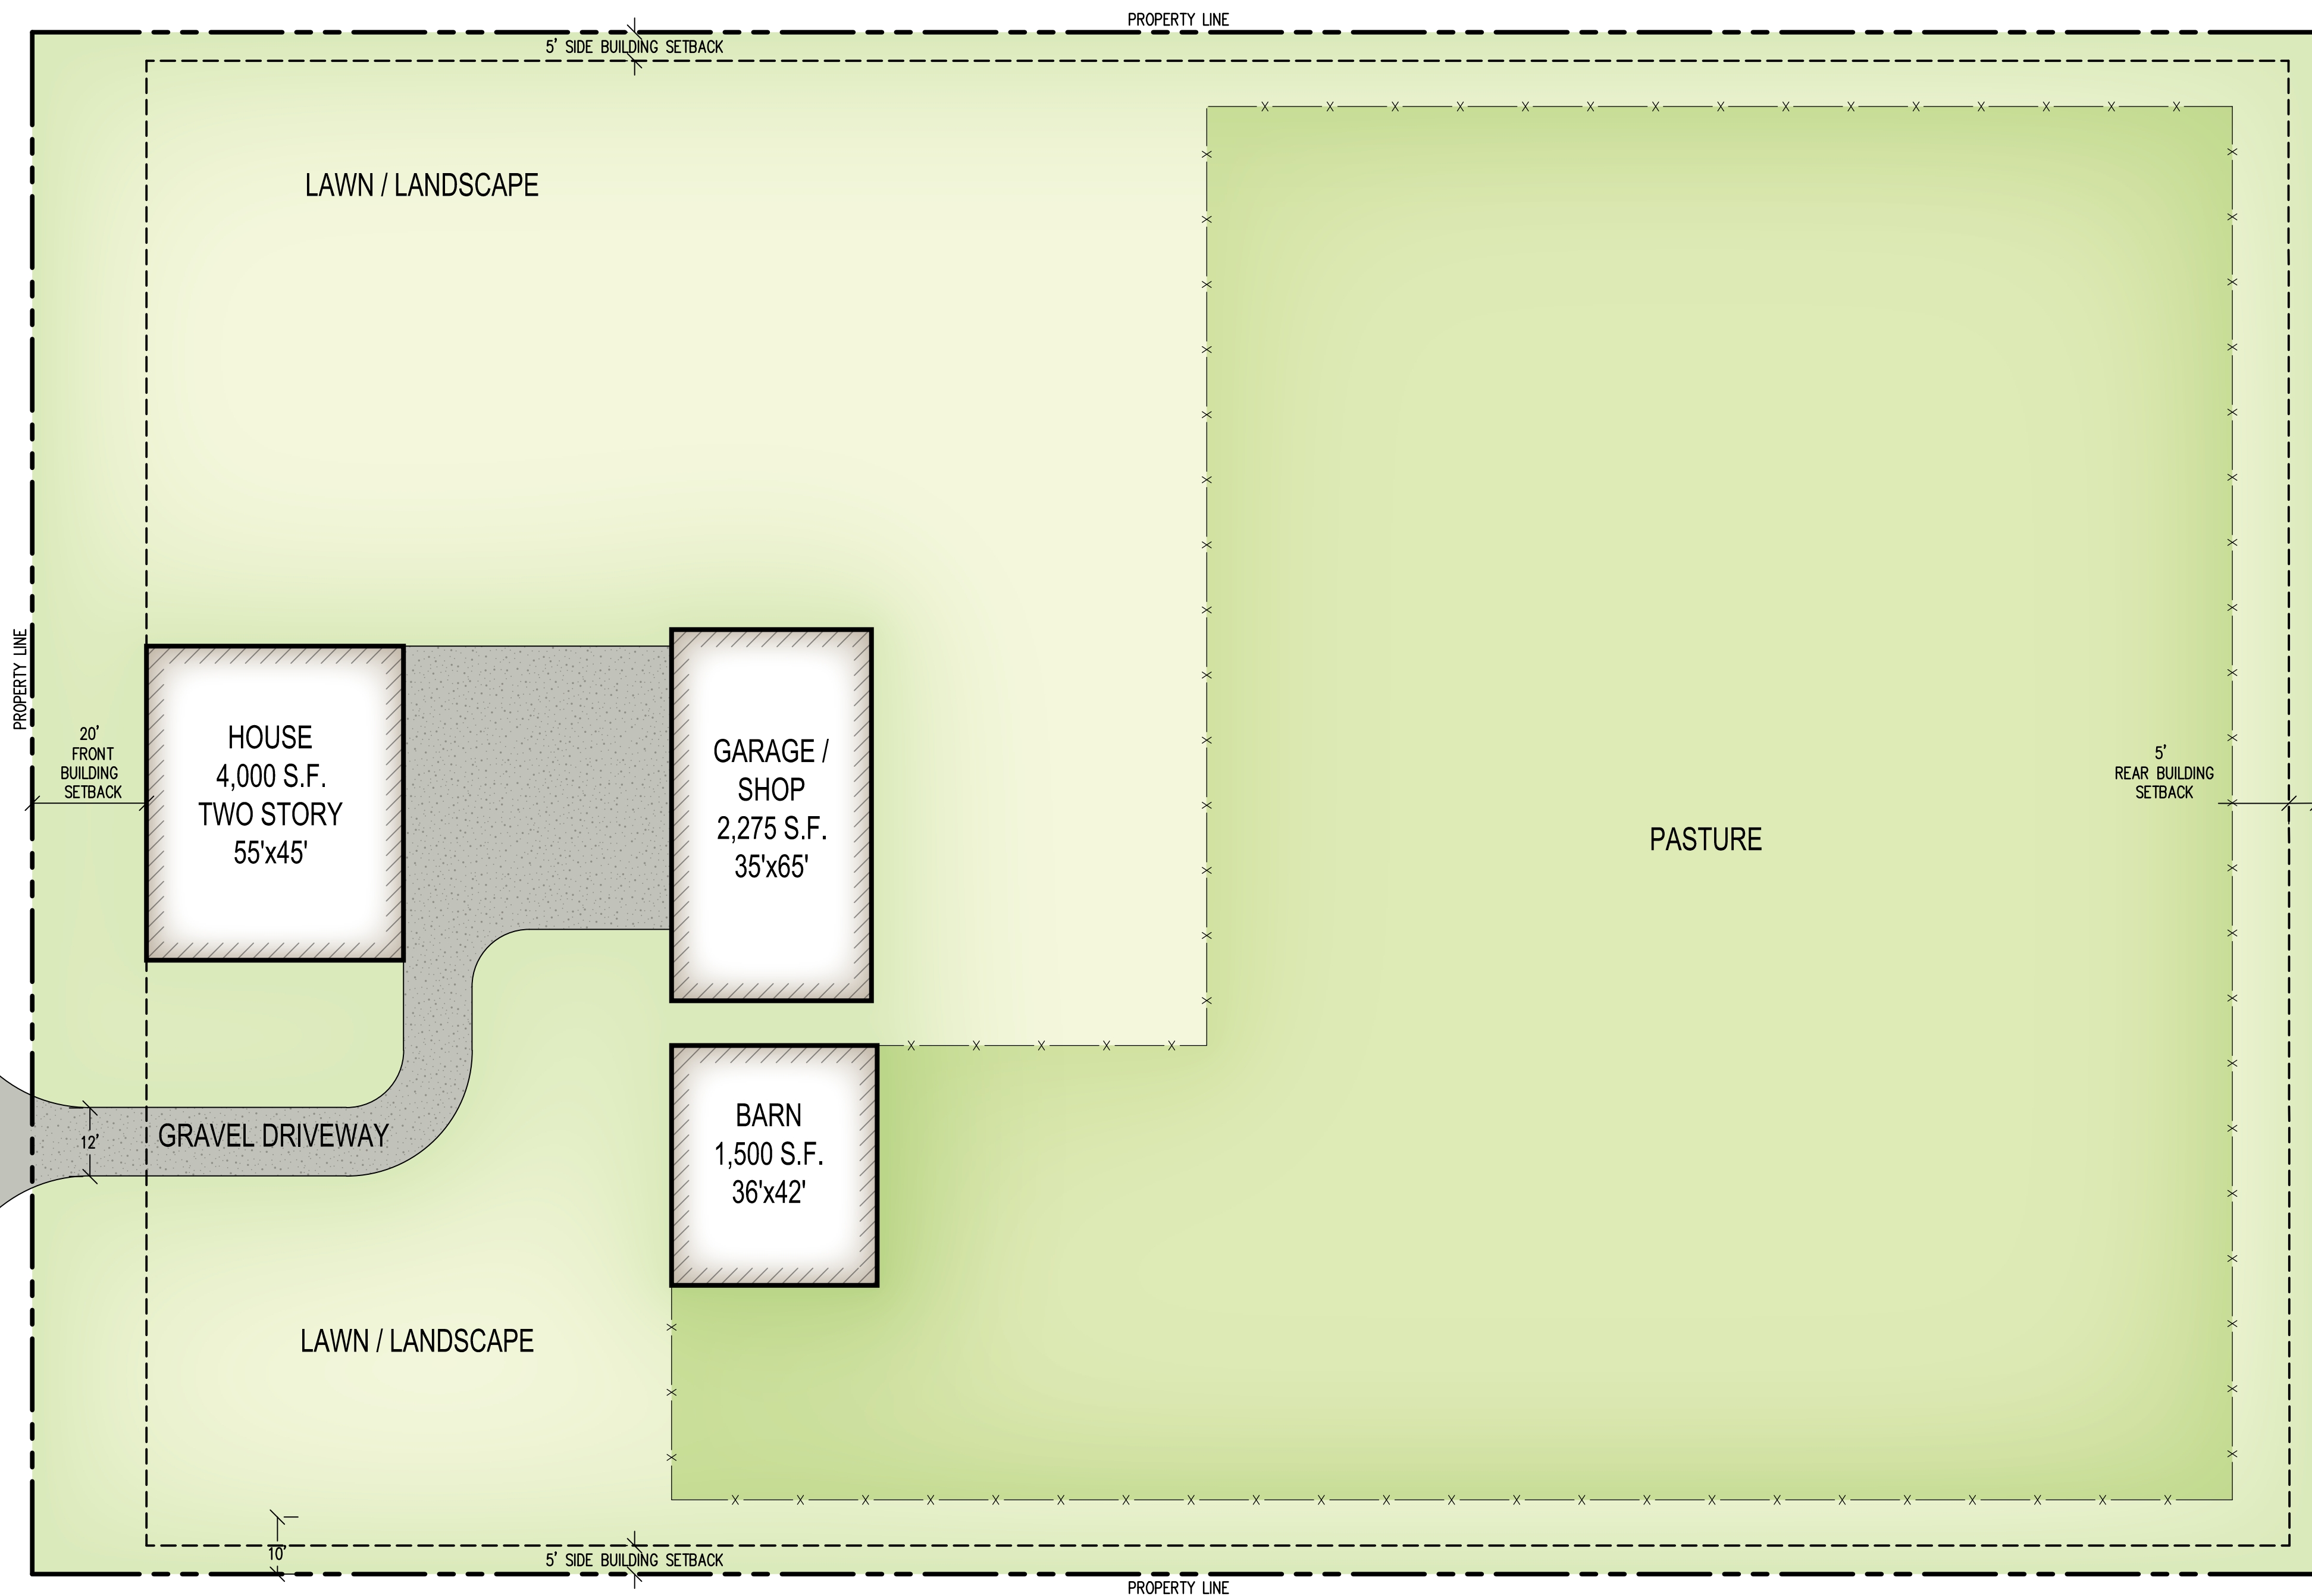 PROPERTY LINE
5' SIDE BUILDING SETBACK
LAWN / LANDSCAPE
PROPERTY LINE
20'
FRONT
BUILDING
SETBACK
HOUSE
4,000 S.F.
TWO STORY
55'x45'
GARAGE /
SHOP
2,275 S.F.
35'x65'
5'
REAR BUILDING
SETBACK
PASTURE
12'
GRAVEL DRIVEWAY
BARN
1,500 S.F.
36'x42'
LAWN / LANDSCAPE
10'
5' SIDE BUILDING SETBACK
PROPERTY LINE